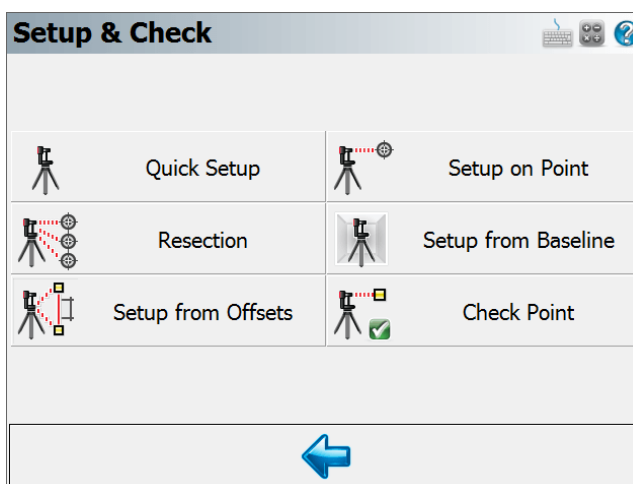 Setup & Check
Quick Setup
Setup on Point
Resection
Setup from Baseline
Setup from Offsets
Check Point